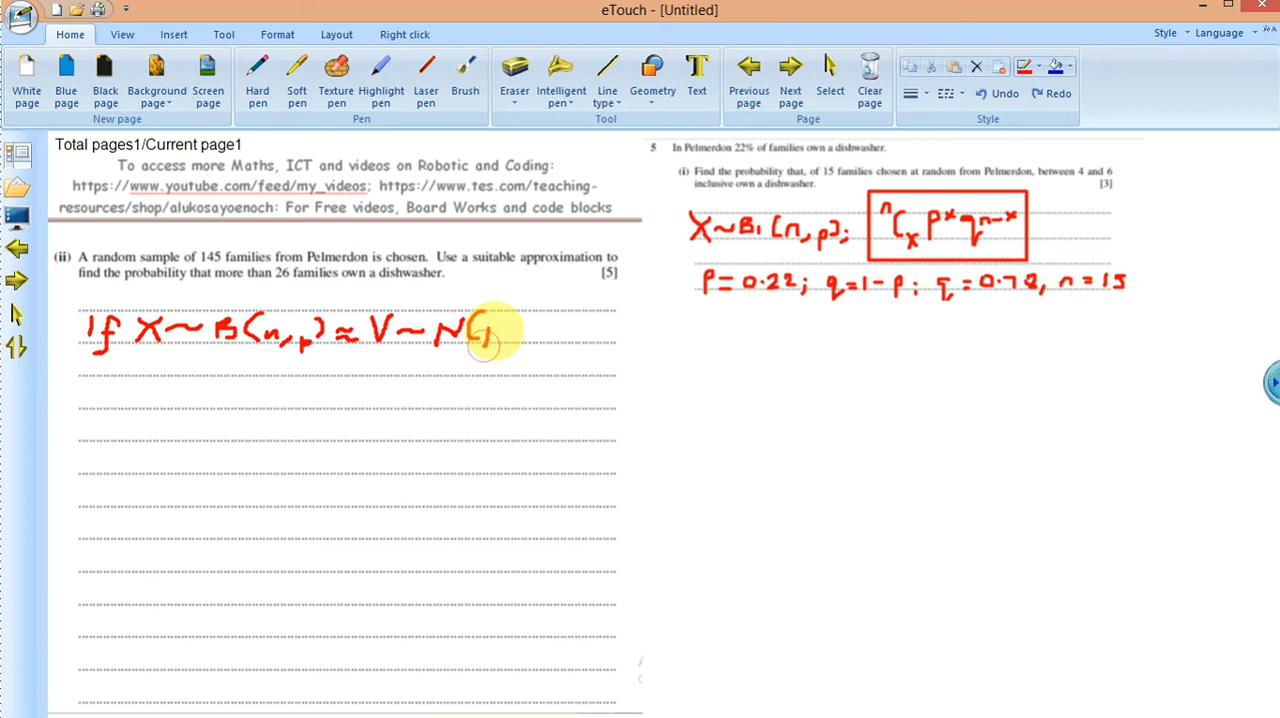 eTouch - [Untitled]
Home View Insert Tool Format Layout Right click
Style Language
White page
Blue page
Black page
Background page
Screen page
New page
Hard pen
Soft pen
Texture pen
Highlight pen
Laser pen
Brush
Pen
Eraser
Intelligent pen
Line type
Geometry
Text
Tool
Previous page
Next page
Select
Clear page
Page
Undo
Redo
Style
Total pages1/Current page1
To access more Maths, ICT and videos on Robotic and Coding:
https://www.youtube.com/feed/my_videos; https://www.tes.com/teaching-
resources/shop/alukosayoenoch: For Free videos, Board Works and code blocks
(ii) A random sample of 145 families from Pelmerdon is chosen. Use a suitable approximation to
find the probability that more than 26 families own a dishwasher. [5]
If X ~ B(n,p) ≈ V ~ N(
5 In Pelmerdon 22% of families own a dishwasher.
(i) Find the probability that, of 15 families chosen at random from Pelmerdon, between 4 and 6
inclusive own a dishwasher. [3]
X ~ Bi(n,p); ⁿCₓ pˣ qⁿ⁻ˣ
P = 0.22; q = 1 - p; q = 0.78, n = 15